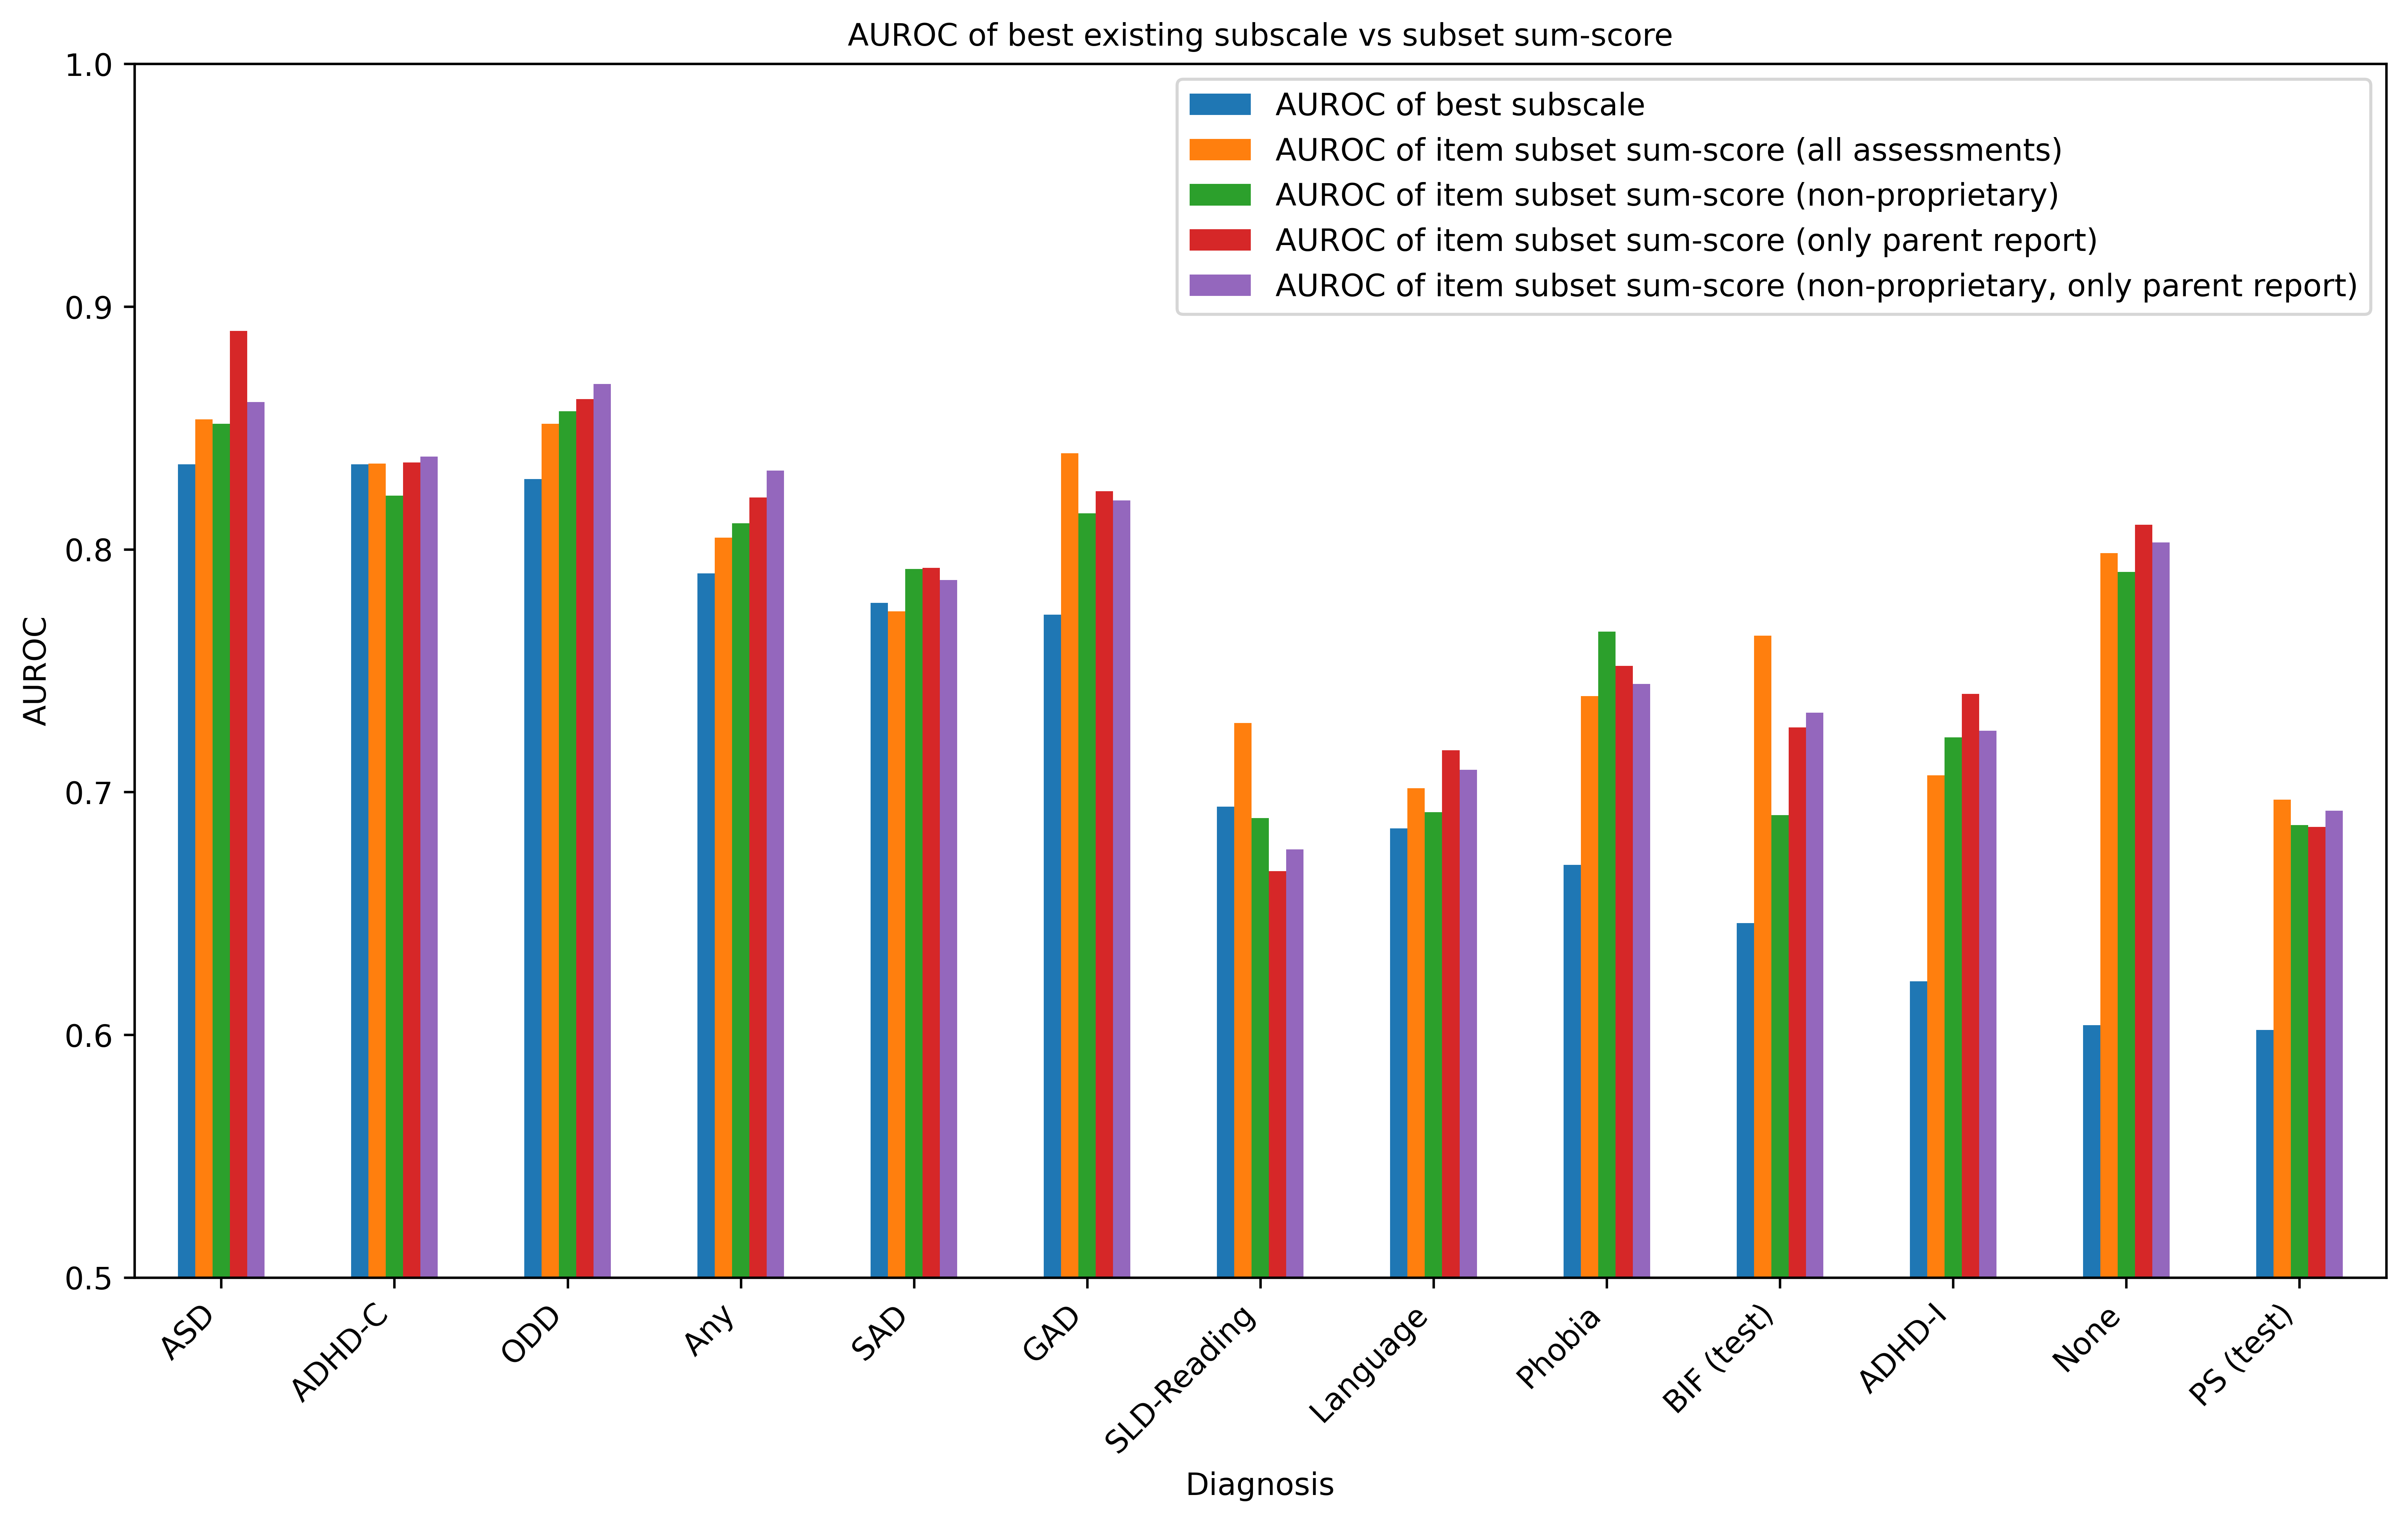 AUROC of best existing subscale vs subset sum-score
AUROC of best subscale
AUROC of item subset sum-score (all assessments)
AUROC of item subset sum-score (non-proprietary)
AUROC of item subset sum-score (only parent report)
AUROC of item subset sum-score (non-proprietary, only parent report)
1.0
0.9
0.8
0.7
0.6
0.5
AUROC
ASD
ADHD-C
ODD
Any
SAD
GAD
SLD-Reading
Language
Phobia
BIF (test)
ADHD-I
None
PS (test)
Diagnosis